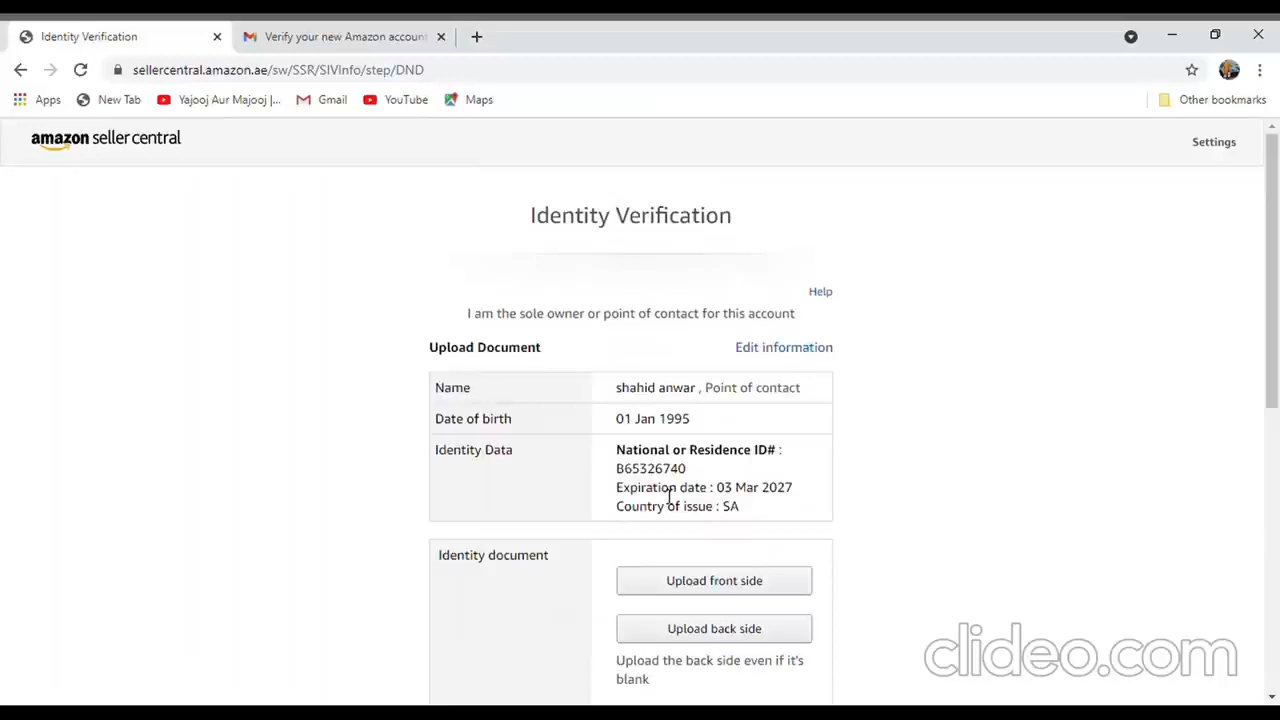 Identity Verification
Verify your new Amazon account
sellercentral.amazon.ae/sw/SSR/SIVInfo/step/DND
Apps
New Tab
Yajooj Aur Majooj |...
Gmail
YouTube
Maps
Other bookmarks
amazon seller central
Settings
Identity Verification
Help
I am the sole owner or point of contact for this account
Upload Document
Edit information
Name
shahid anwar , Point of contact
Date of birth
01 Jan 1995
Identity Data
National or Residence ID# :
B65326740
Expiration date : 03 Mar 2027
Country of issue : SA
Identity document
Upload front side
Upload back side
Upload the back side even if it's
blank
clideo.com